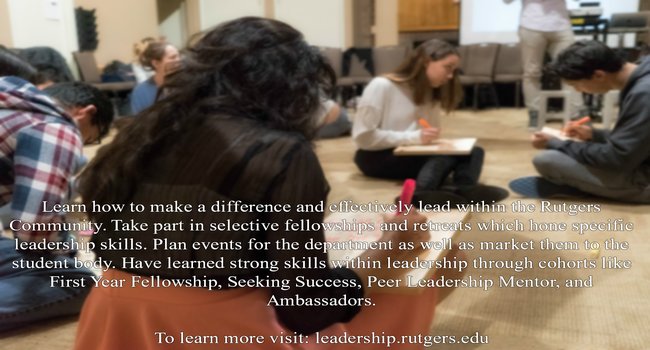 Learn how to make a difference and effectively lead within the Rutgers
Community. Take part in selective fellowships and retreats which hone specific
leadership skills. Plan events for the department as well as market them to the
student body. Have learned strong skills within leadership through cohorts like
First Year Fellowship, Seeking Success, Peer Leadership Mentor, and
Ambassadors.
To learn more visit: leadership.rutgers.edu